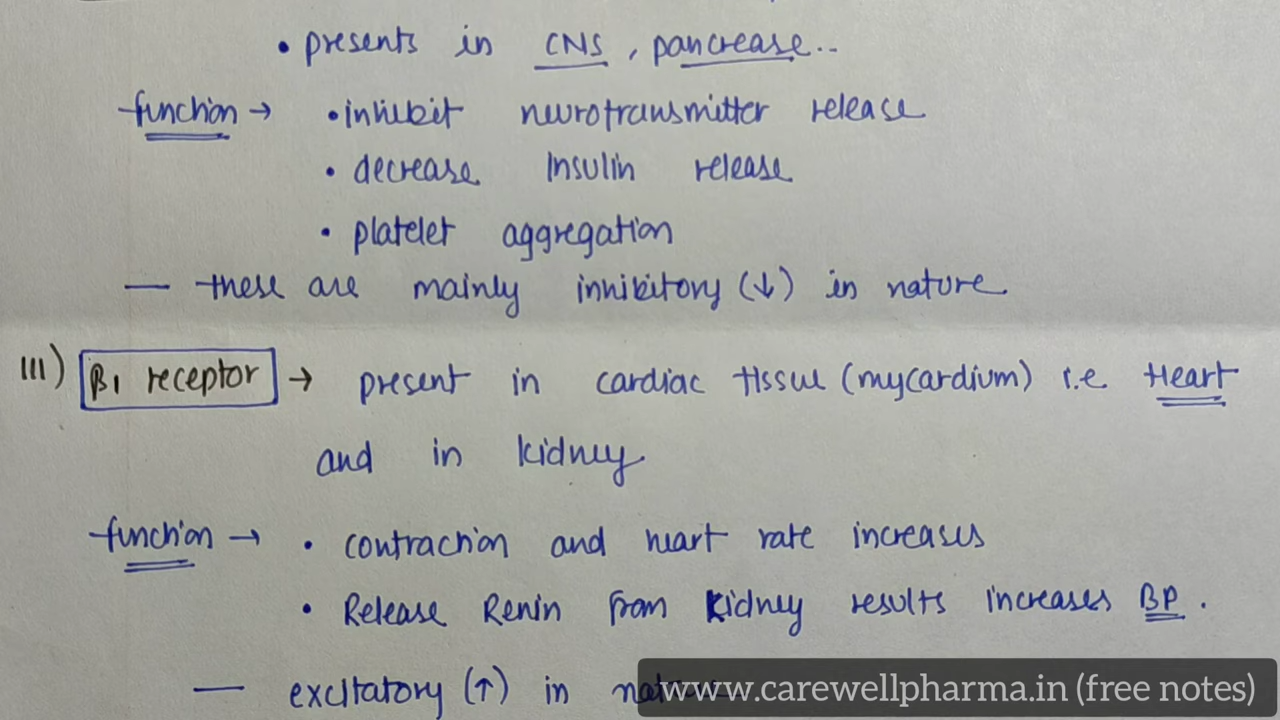 • presents in CNS, pancrease..
function → • inhibit neurotransmitter release
• decrease Insulin release
• platelet aggregation
— these are mainly inhibitory (↓) in nature
III) β1 receptor → present in cardiac tissue (mycardium) i.e Heart
and in kidney
function → • contraction and heart rate increases
• Release Renin from kidney results increases BP.
— excitatory (↑) in nature
www.carewellpharma.in (free notes)